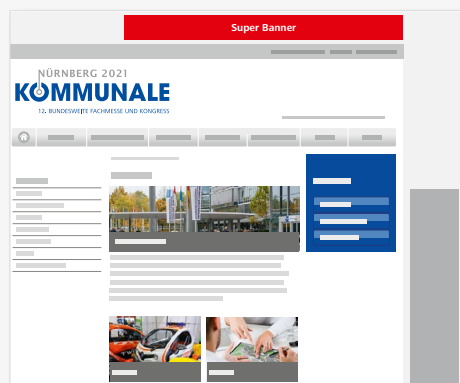 Super Banner
NÜRNBERG 2021
KOMMUNALE
12. BUNDESWEITE FACHMESSE UND KONGRESS